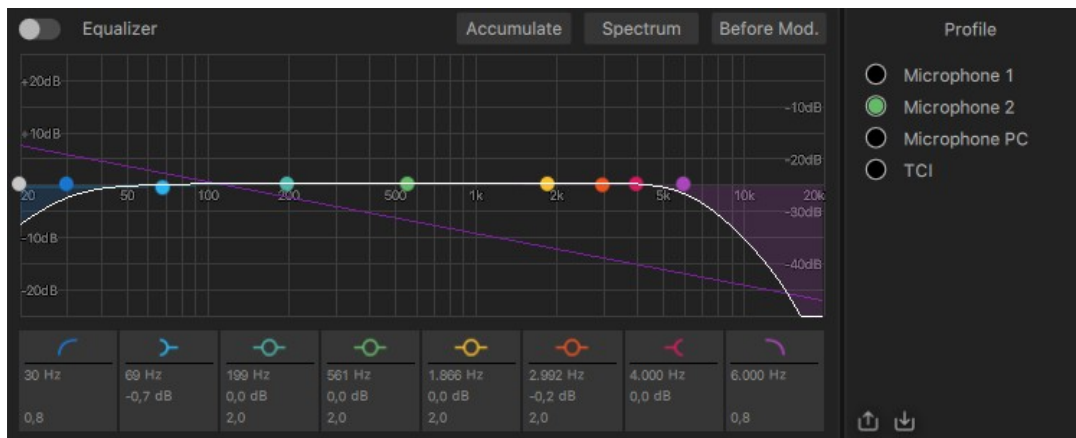 Equalizer
Accumulate
Spectrum
Before Mod.
Profile
Microphone 1
Microphone 2
Microphone PC
TCI
+20dB
+10dB
-10dB
-20dB
-10dB
-20dB
-30dB
-40dB
20 50 100 200 500 1k 2k 5k 10k 20k
30 Hz 69 Hz 199 Hz 561 Hz 1.866 Hz 2.992 Hz 4.000 Hz 6.000 Hz
-0,7 dB 0,0 dB 0,0 dB 0,0 dB -0,2 dB 0,0 dB
0,8 2,0 2,0 2,0 2,0 0,8